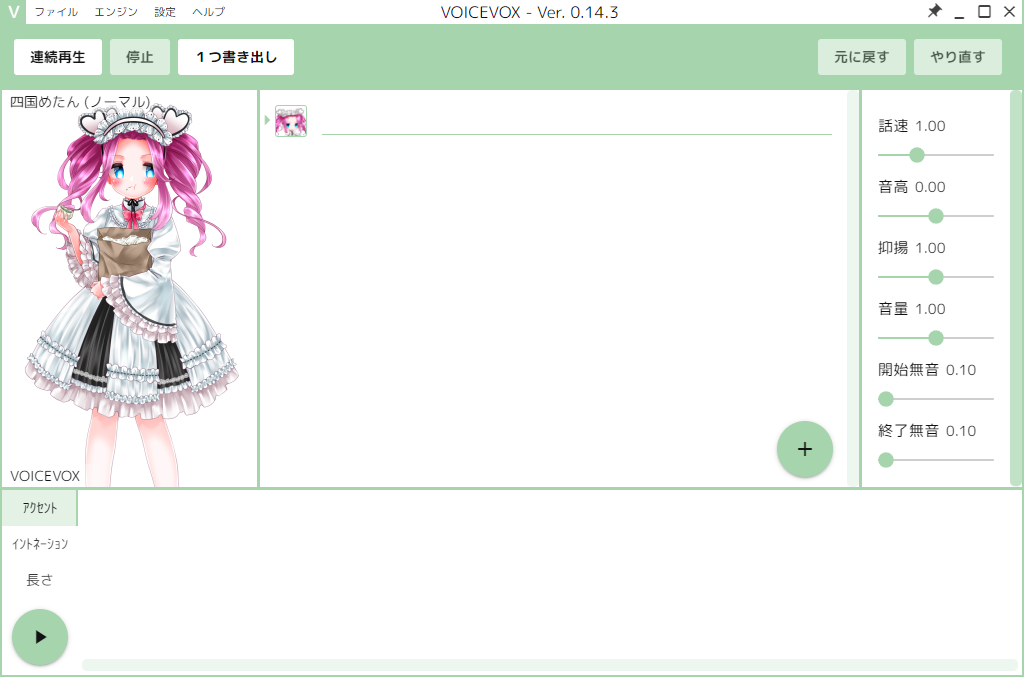 V ファイル エンジン 設定 ヘルプ VOICEVOX - Ver. 0.14.3
連続再生 停止 1つ書き出し 元に戻す やり直す
四国めたん (ノーマル)
話速 1.00
音高 0.00
抑揚 1.00
音量 1.00
開始無音 0.10
終了無音 0.10
VOICEVOX
アクセント
イントネーション
長さ